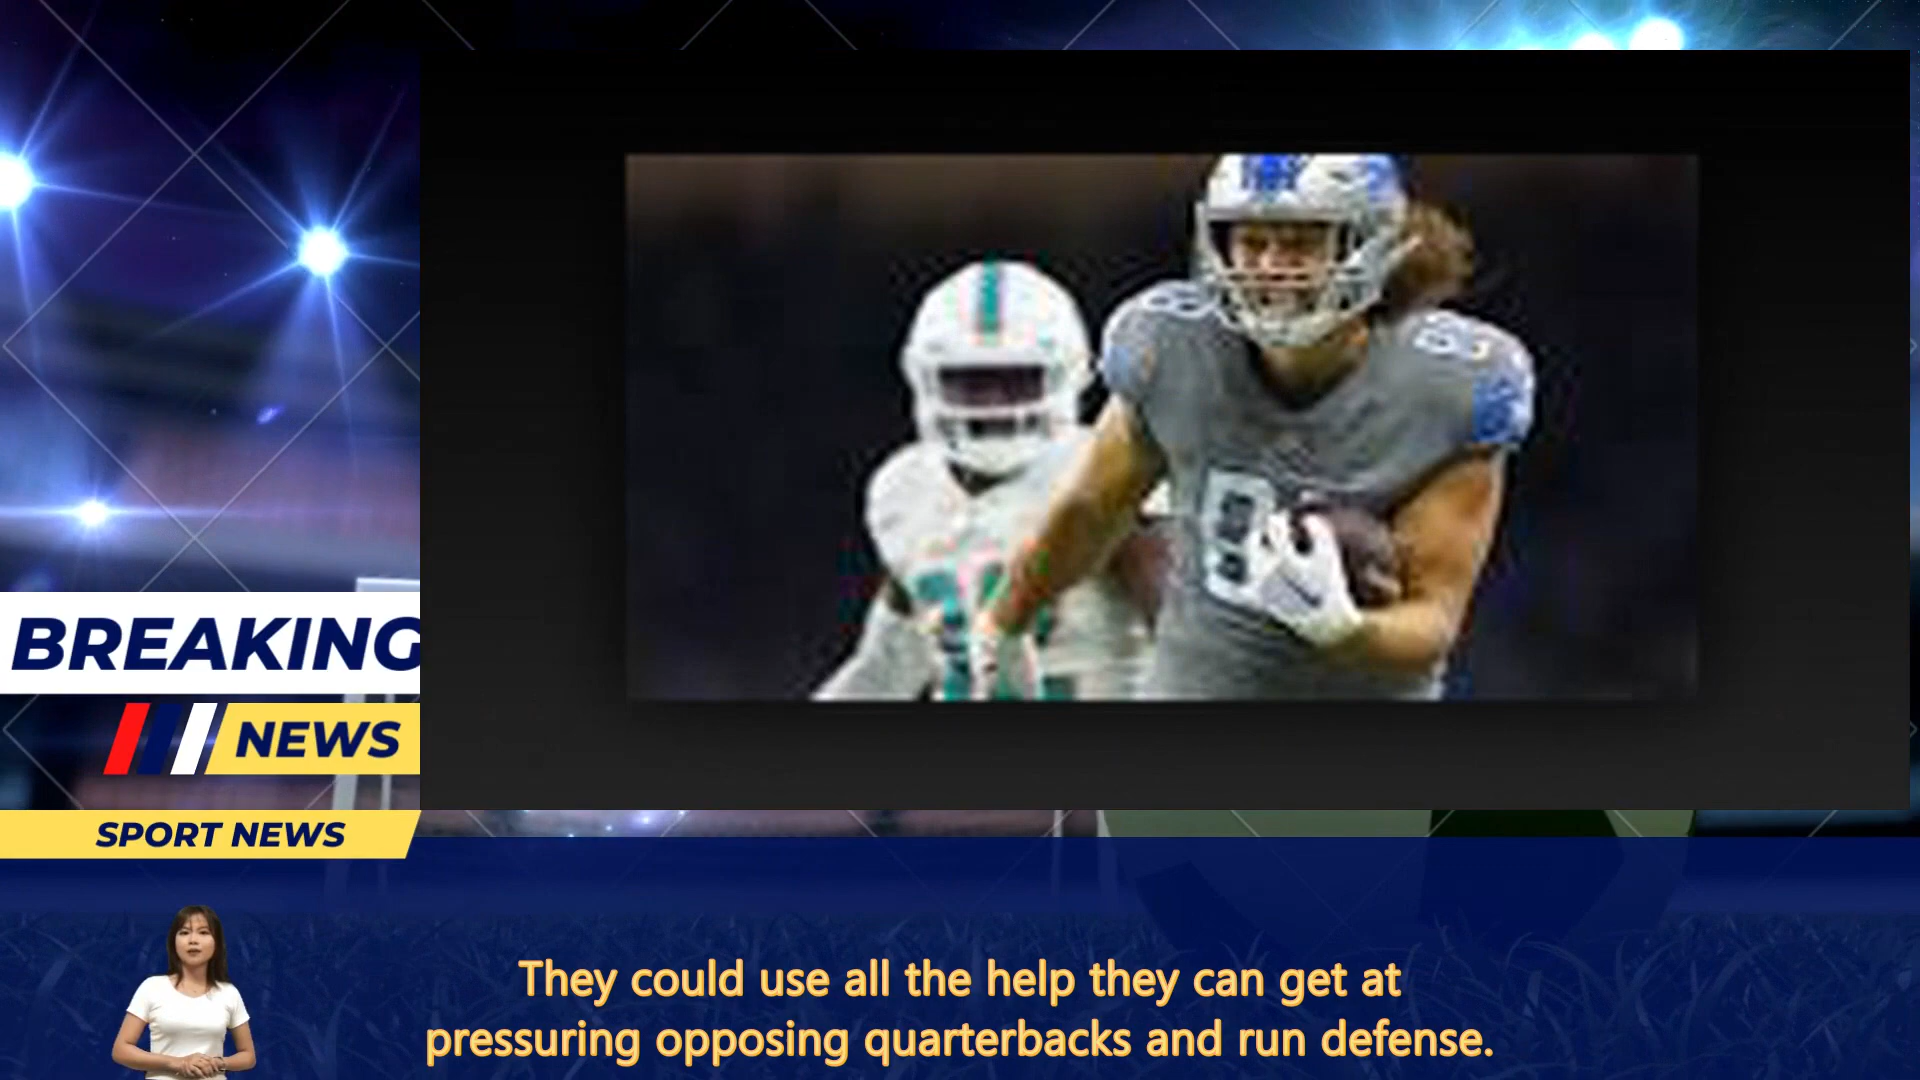 BREAKING
NEWS
SPORT NEWS
They could use all the help they can get at
pressuring opposing quarterbacks and run defense.